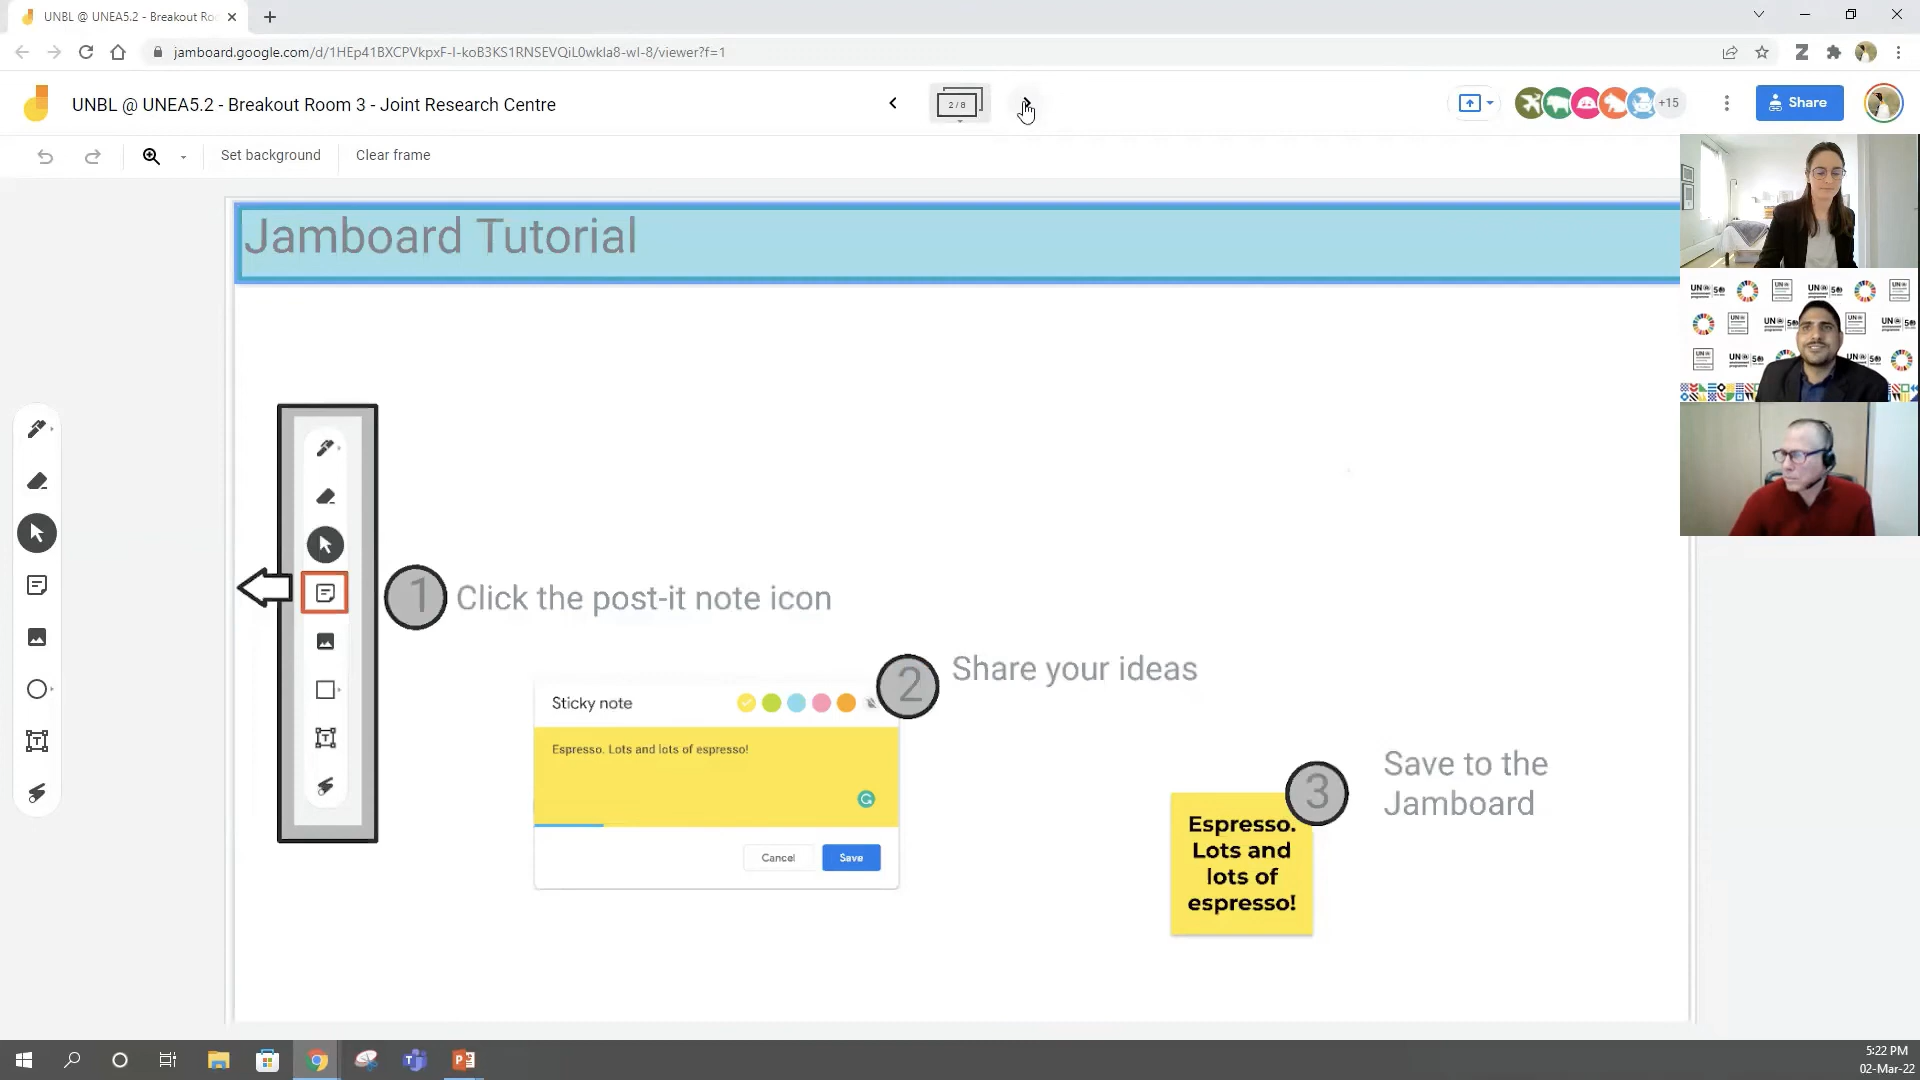 UNBL @ UNEA5.2 - Breakout Ro
jamboard.google.com/d/1HEp41BXCPVkpxF-I-koB3KS1RNSEVQiL0wkla8-wI-8/viewer?f=1
UNBL @ UNEA5.2 - Breakout Room 3 - Joint Research Centre
2 / 8
+15
Share
Set background
Clear frame
Jamboard Tutorial
1
Click the post-it note icon
2
Share your ideas
Sticky note
Espresso. Lots and lots of espresso!
Cancel
Save
3
Save to the
Jamboard
Espresso.
Lots and
lots of
espresso!
5:22 PM
02-Mar-22